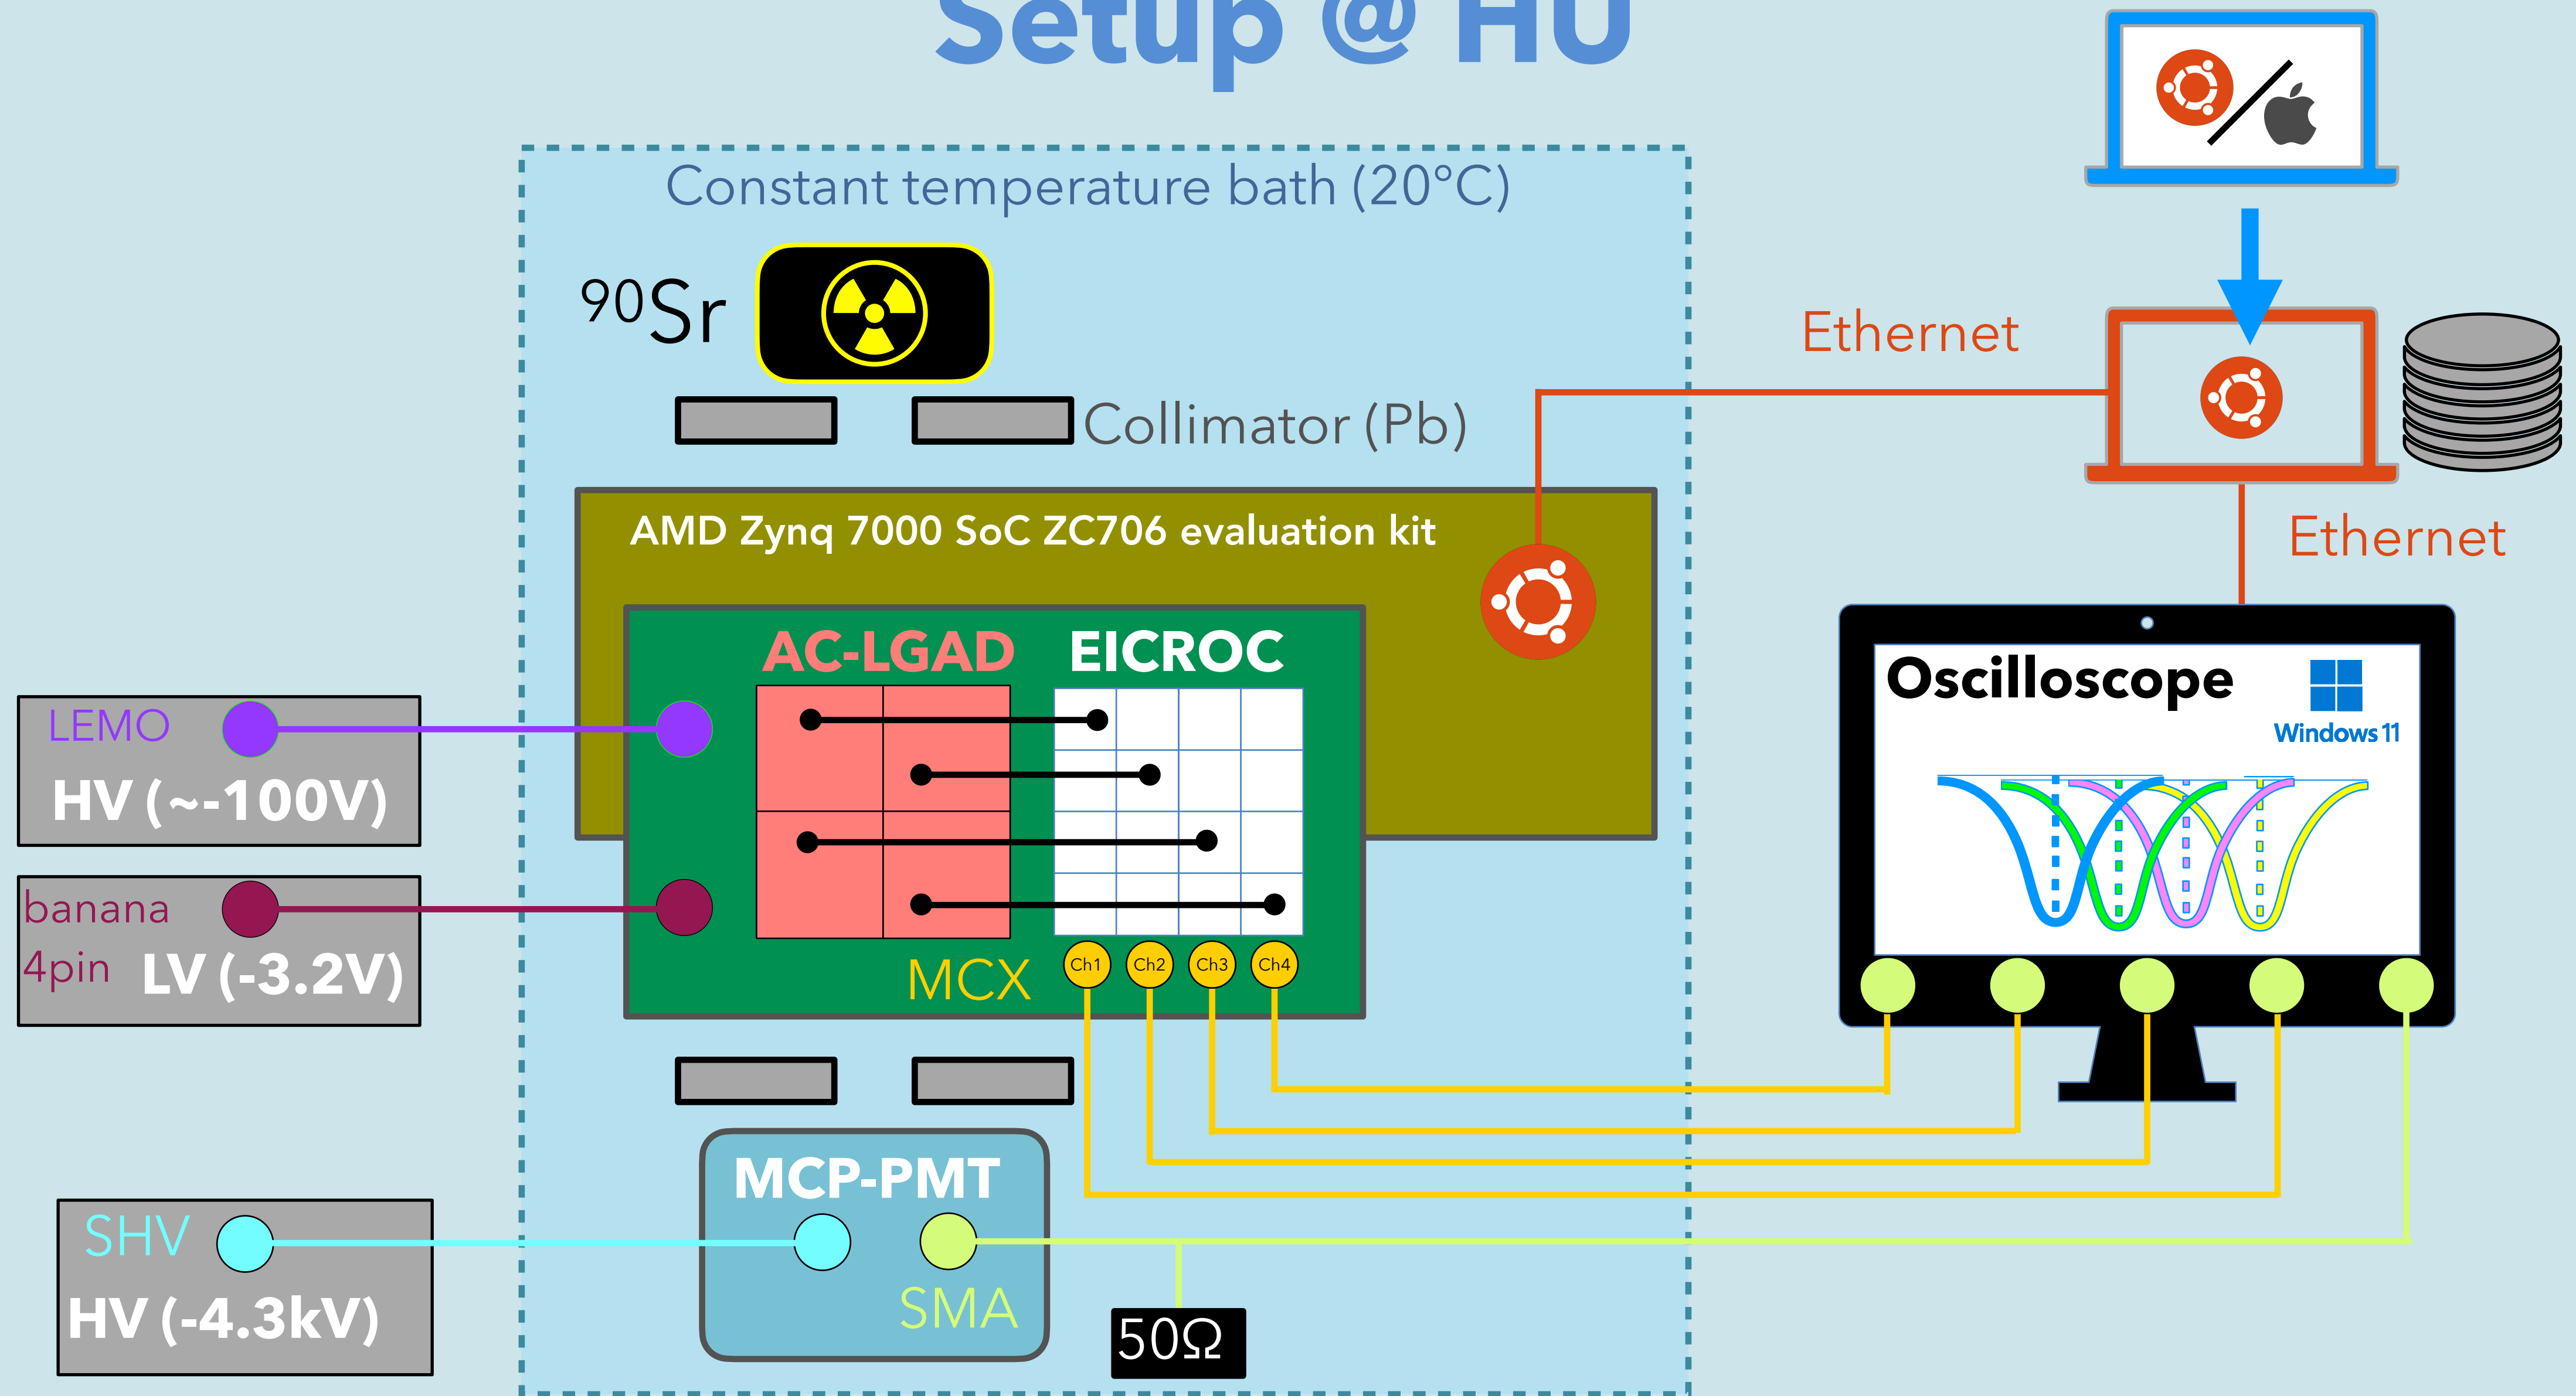 Setup @ HU
Constant temperature bath (20°C)
⁹⁰Sr
Collimator (Pb)
Ethernet
Ethernet
AMD Zynq 7000 SoC ZC706 evaluation kit
AC-LGAD
EICROC
LEMO
HV (~-100V)
banana
4pin
LV (-3.2V)
MCX
Ch1
Ch2
Ch3
Ch4
Oscilloscope
Windows 11
MCP-PMT
SHV
HV (-4.3kV)
SMA
50Ω